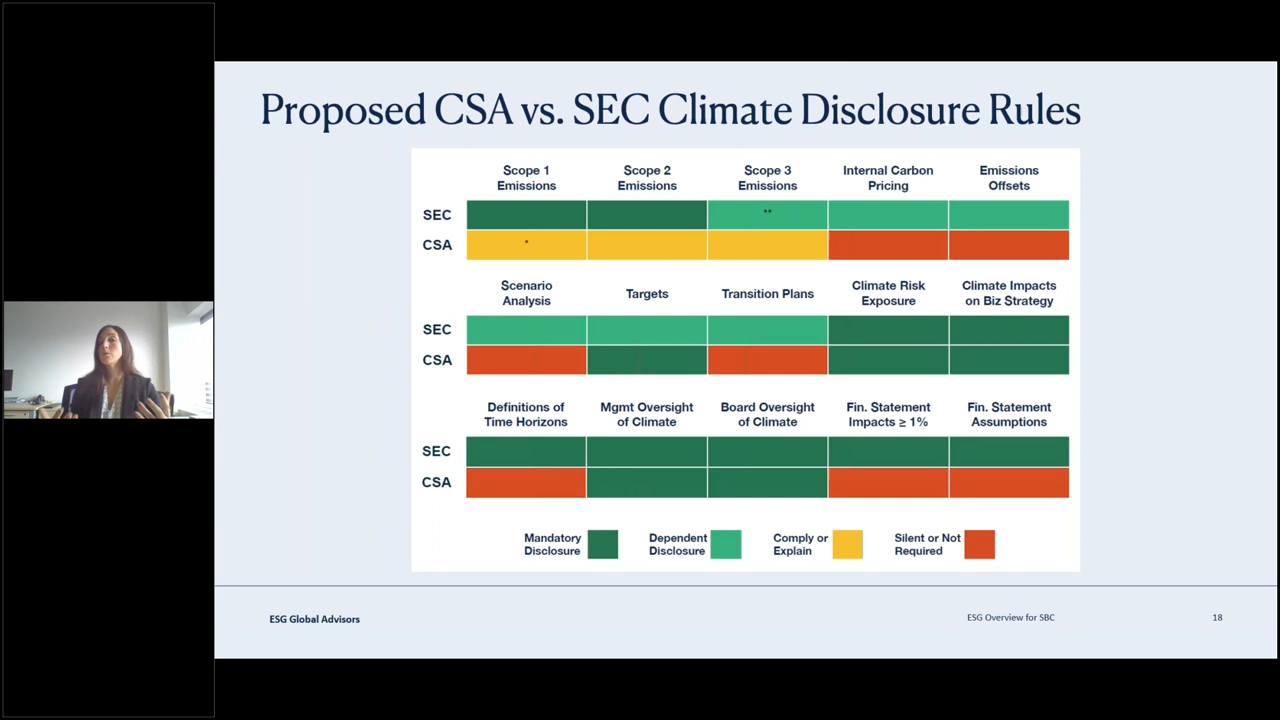 Proposed CSA vs. SEC Climate Disclosure Rules
Scope 1 Emissions
Scope 2 Emissions
Scope 3 Emissions
Internal Carbon Pricing
Emissions Offsets
SEC
**
CSA
*
Scenario Analysis
Targets
Transition Plans
Climate Risk Exposure
Climate Impacts on Biz Strategy
SEC
CSA
Definitions of Time Horizons
Mgmt Oversight of Climate
Board Oversight of Climate
Fin. Statement Impacts ≥ 1%
Fin. Statement Assumptions
SEC
CSA
Mandatory Disclosure
Dependent Disclosure
Comply or Explain
Silent or Not Required
ESG Global Advisors
ESG Overview for SBC
18